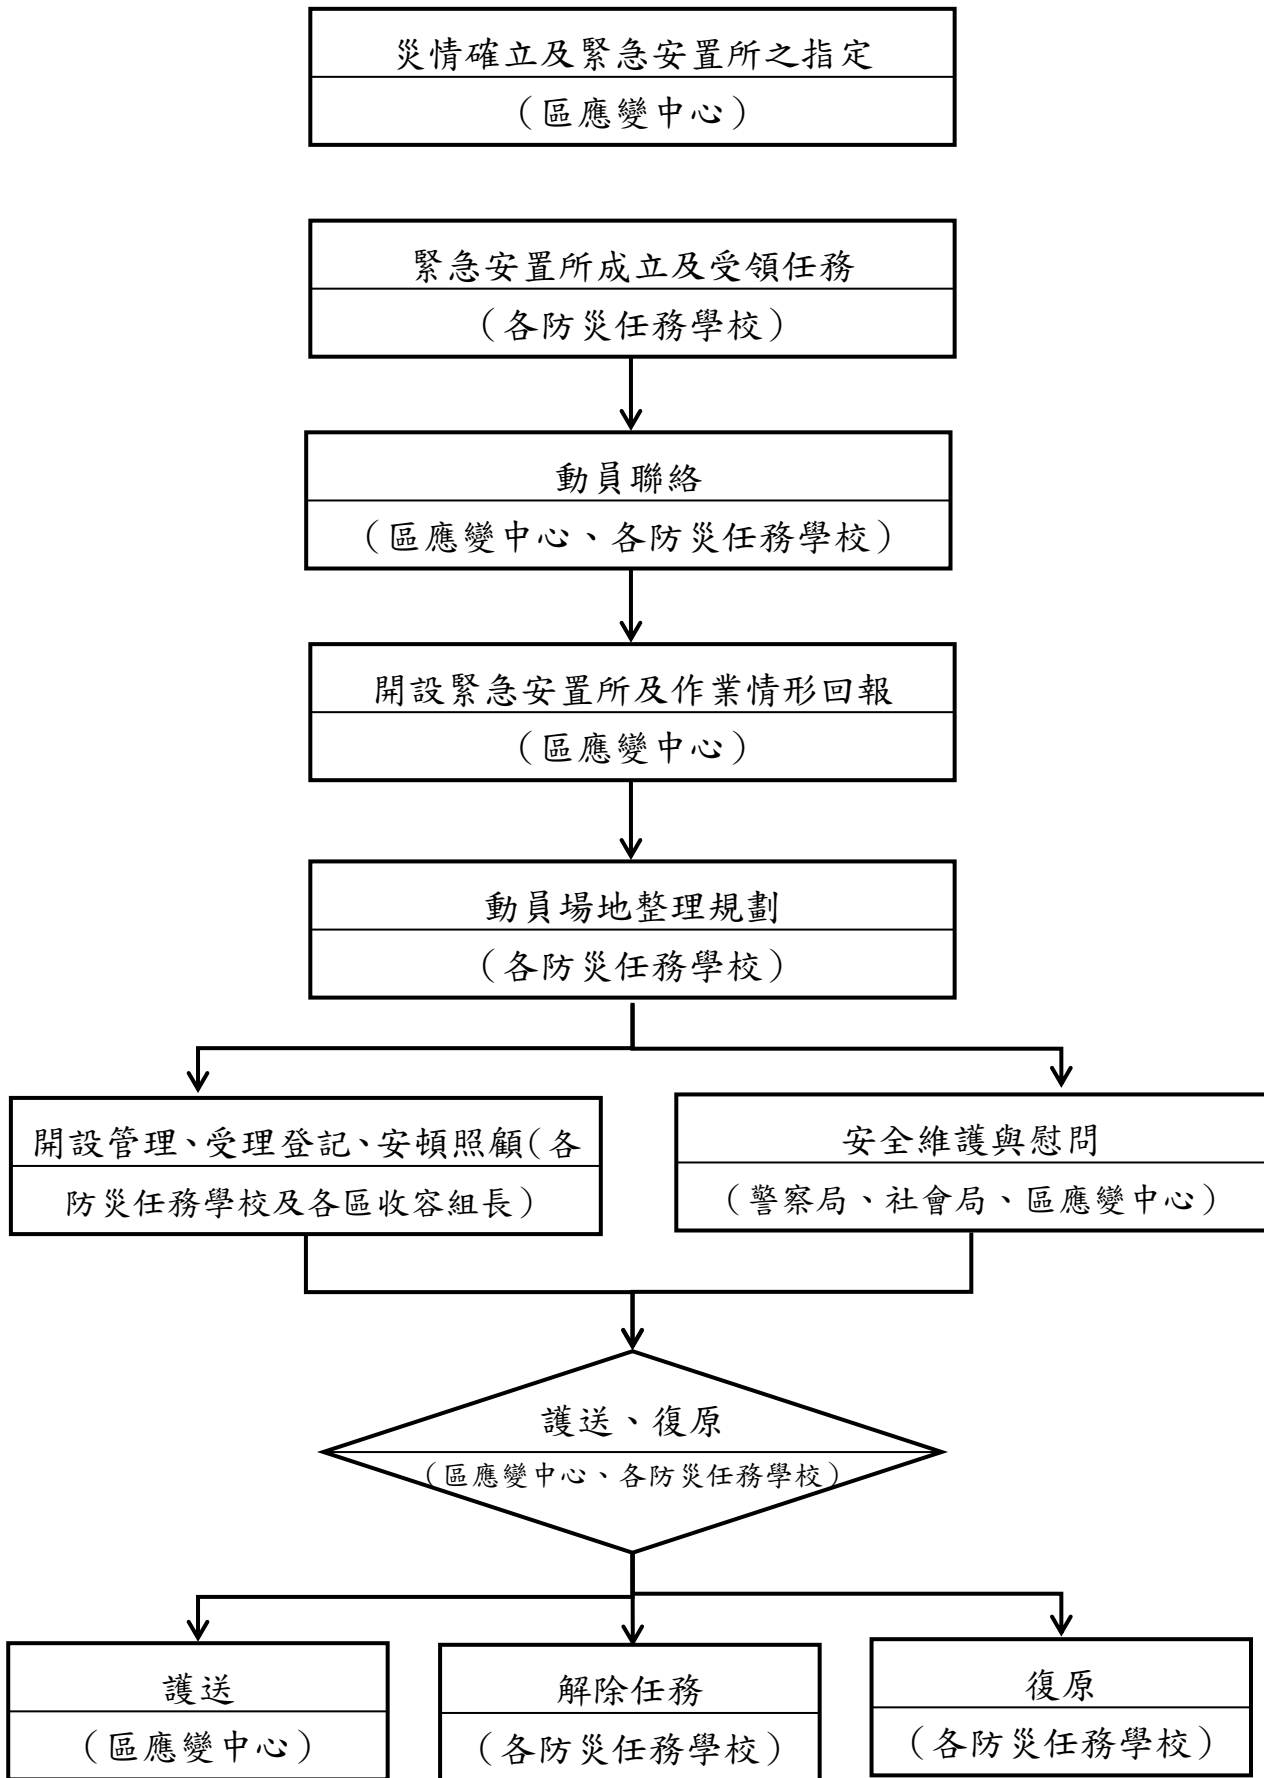 災情確立及緊急安置所之指定
（區應變中心）
緊急安置所成立及受領任務
（各防災任務學校）
動員聯絡
（區應變中心、各防災任務學校）
開設緊急安置所及作業情形回報
（區應變中心）
動員場地整理規劃
（各防災任務學校）
開設管理、受理登記、安頓照顧(各
防災任務學校及各區收容組長）
安全維護與慰問
（警察局、社會局、區應變中心）
護送、復原
（區應變中心、各防災任務學校）
護送
（區應變中心）
解除任務
（各防災任務學校）
復原
（各防災任務學校）